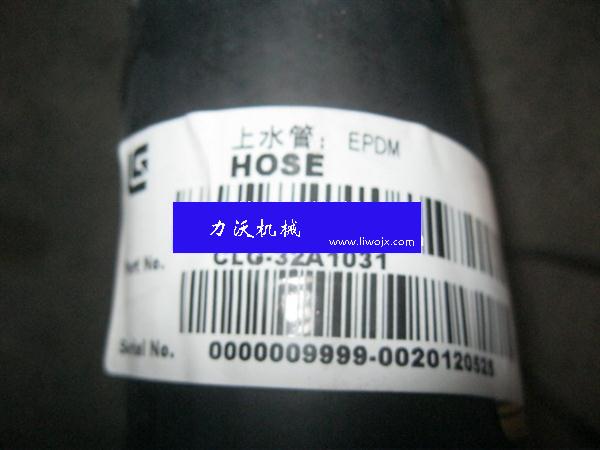 上水管: EPDM
HOSE
力沃机械
www.liwojx.com
Part No. CLG-32A1031
Serial No. 0000009999-0020120525